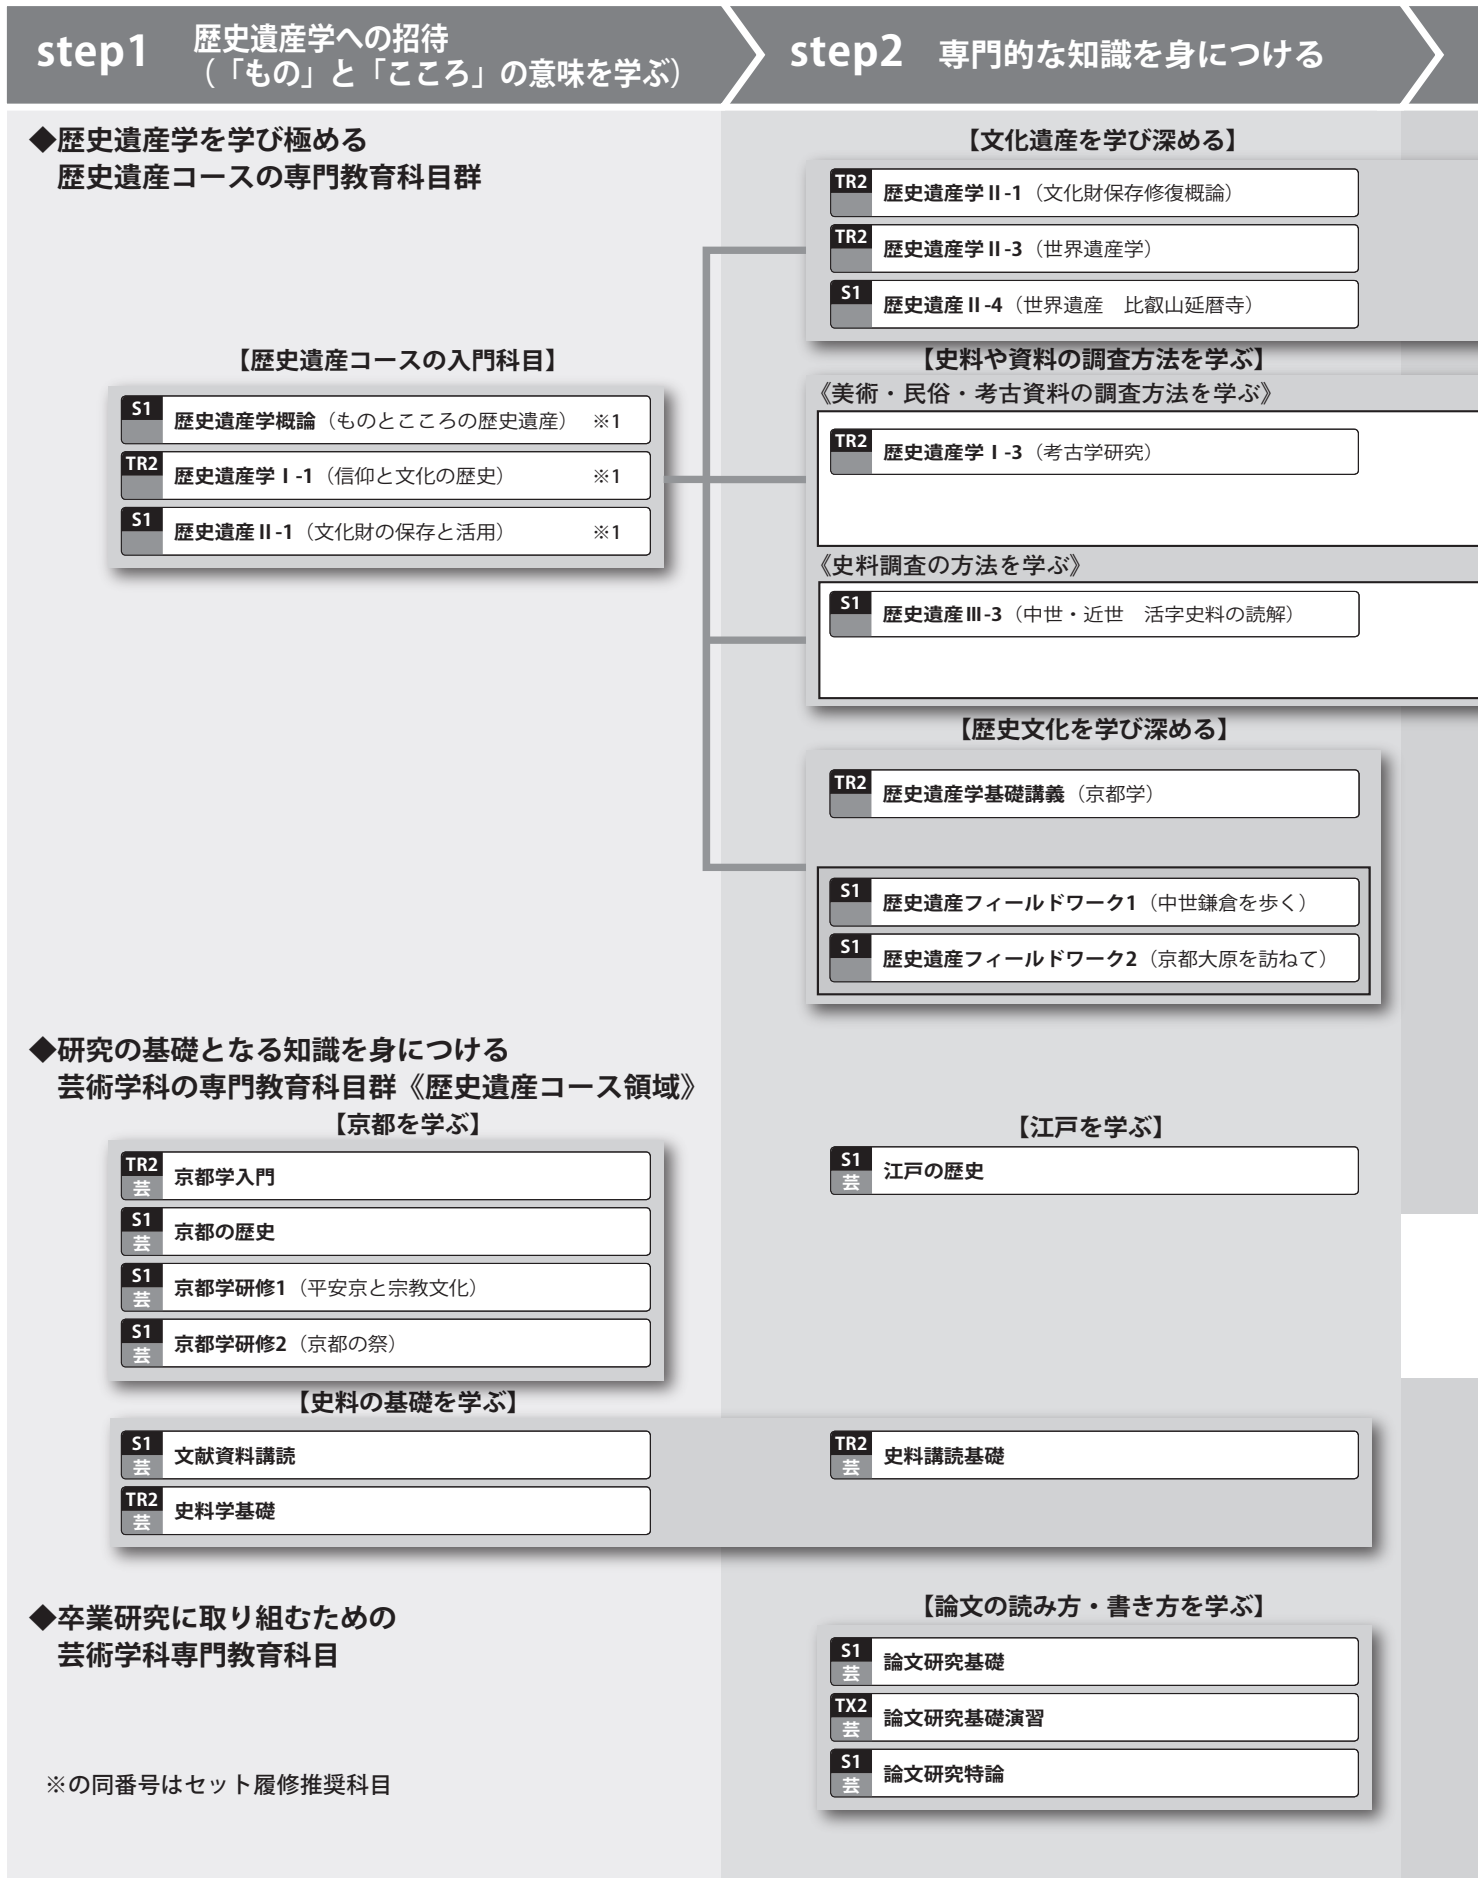 step1
歴史遺産学への招待
（「もの」と「こころ」の意味を学ぶ）
step2 専門的な知識を身につける
◆歴史遺産学を学び極める
歴史遺産コースの専門教育科目群
【歴史遺産コースの入門科目】
S1
歴史遺産学概論（ものとこころの歴史遺産） ※1
TR2
歴史遺産学Ⅰ-1（信仰と文化の歴史） ※1
S1
歴史遺産Ⅱ-1（文化財の保存と活用） ※1
【文化遺産を学び深める】
TR2
歴史遺産学Ⅱ-1（文化財保存修復概論）
TR2
歴史遺産学Ⅱ-3（世界遺産学）
S1
歴史遺産Ⅱ-4（世界遺産　比叡山延暦寺）
【史料や資料の調査方法を学ぶ】
《美術・民俗・考古資料の調査方法を学ぶ》
TR2
歴史遺産学Ⅰ-3（考古学研究）
《史料調査の方法を学ぶ》
S1
歴史遺産Ⅲ-3（中世・近世　活字史料の読解）
【歴史文化を学び深める】
TR2
歴史遺産学基礎講義（京都学）
S1
歴史遺産フィールドワーク1（中世鎌倉を歩く）
S1
歴史遺産フィールドワーク2（京都大原を訪ねて）
◆研究の基礎となる知識を身につける
芸術学科の専門教育科目群《歴史遺産コース領域》
【京都を学ぶ】
TR2
芸
京都学入門
S1
芸
京都の歴史
S1
芸
京都学研修1（平安京と宗教文化）
S1
芸
京都学研修2（京都の祭）
【江戸を学ぶ】
S1
芸
江戸の歴史
【史料の基礎を学ぶ】
S1
芸
文献資料講読
TR2
芸
史料学基礎
TR2
芸
史料講読基礎
◆卒業研究に取り組むための
芸術学科専門教育科目
【論文の読み方・書き方を学ぶ】
S1
芸
論文研究基礎
TX2
芸
論文研究基礎演習
S1
芸
論文研究特論
※の同番号はセット履修推奨科目